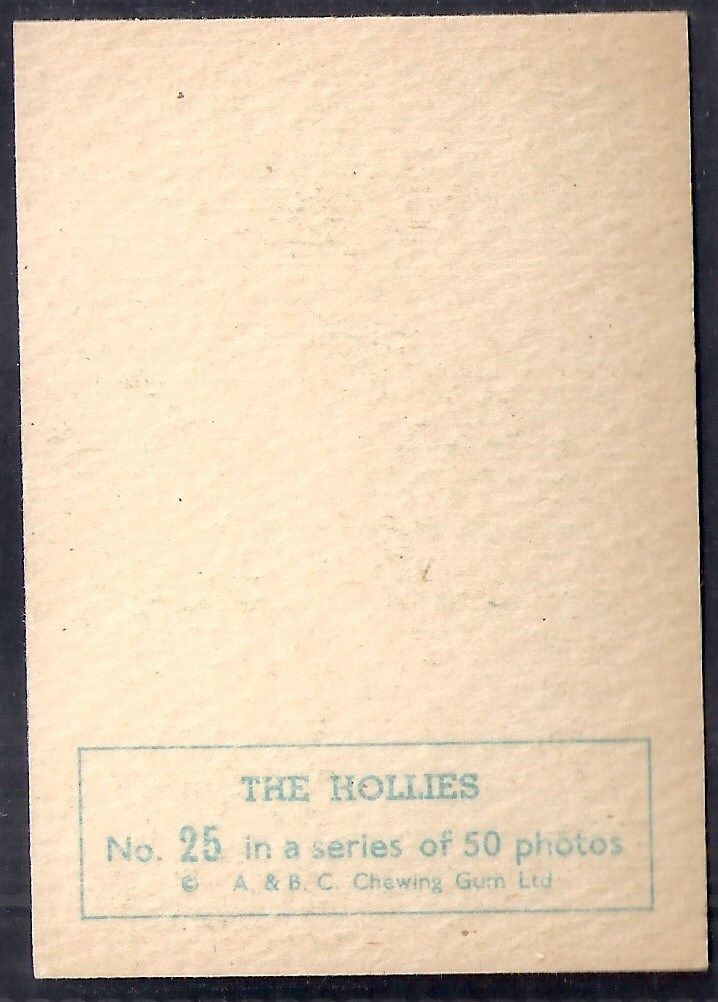 THE HOLLIES
No. 25 in a series of 50 photos
© A. & B. C. Chewing Gum Ltd